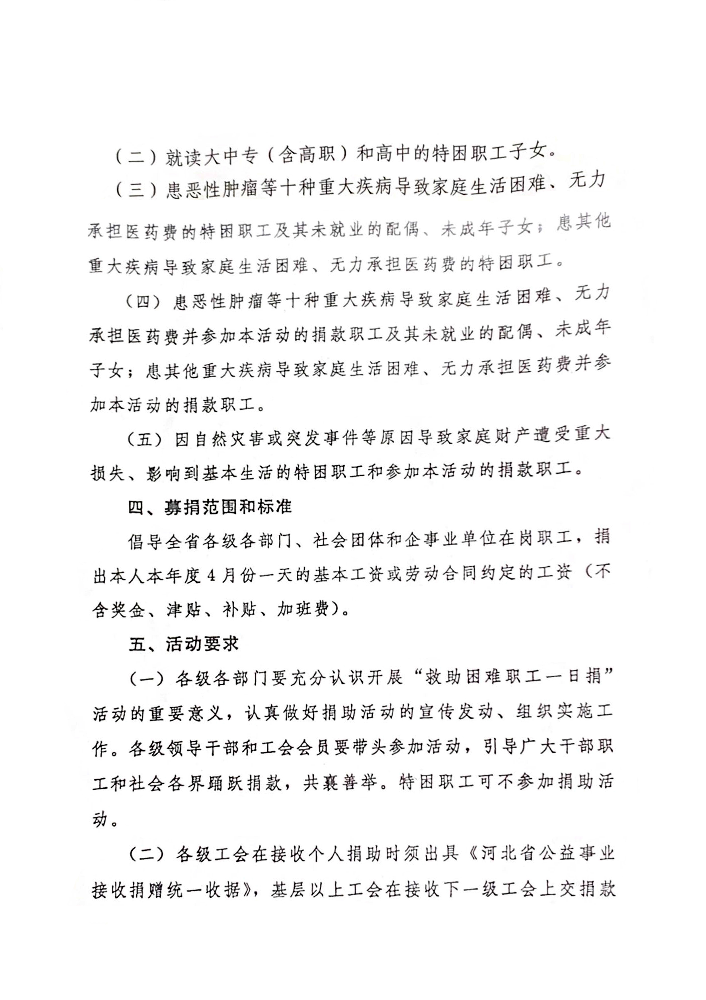 （二）就读大中专（含高职）和高中的特困职工子女。
（三）患恶性肿瘤等十种重大疾病导致家庭生活困难、无力
承担医药费的特困职工及其未就业的配偶、未成年子女；患其他
重大疾病导致家庭生活困难、无力承担医药费的特困职工。
（四）患恶性肿瘤等十种重大疾病导致家庭生活困难、无力
承担医药费并参加本活动的捐款职工及其未就业的配偶、未成年
子女；患其他重大疾病导致家庭生活困难、无力承担医药费并参
加本活动的捐款职工。
（五）因自然灾害或突发事件等原因导致家庭财产遭受重大
损失、影响到基本生活的特困职工和参加本活动的捐款职工。
四、募捐范围和标准
倡导全省各级各部门、社会团体和企事业单位在岗职工，捐
出本人本年度4月份一天的基本工资或劳动合同约定的工资（不
含奖金、津贴、补贴、加班费）。
五、活动要求
（一）各级各部门要充分认识开展“救助困难职工一日捐”
活动的重要意义，认真做好捐助活动的宣传发动、组织实施工
作。各级领导干部和工会会员要带头参加活动，引导广大干部职
工和社会各界踊跃捐款，共襄善举。特困职工可不参加捐助活
动。
（二）各级工会在接收个人捐助时须出具《河北省公益事业
接收捐赠统一收据》，基层以上工会在接收下一级工会上交捐款